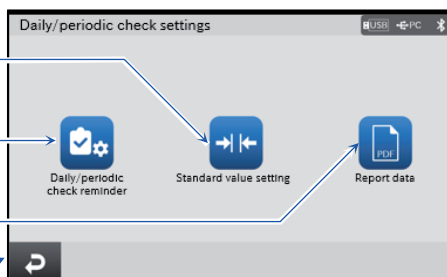 Daily/periodic check settings
USB PC
Daily/periodic
check reminder
Standard value setting
PDF
Report data